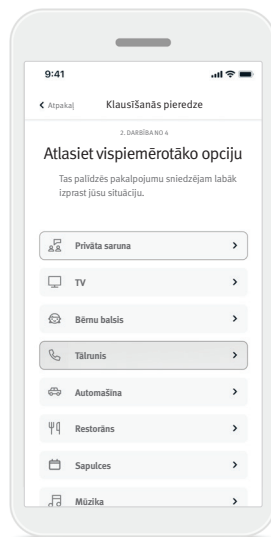 9:41
Atpakaļ Klausīšanās pieredze
2. DARBĪBA NO 4
Atlasiet vispiemērotāko opciju
Tas palīdzēs pakalpojumu sniedzējam labāk
izprast jūsu situāciju.
Privāta saruna
TV
Bērnu balsis
Tālrunis
Automašīna
Restorāns
Sapulces
Mūzika